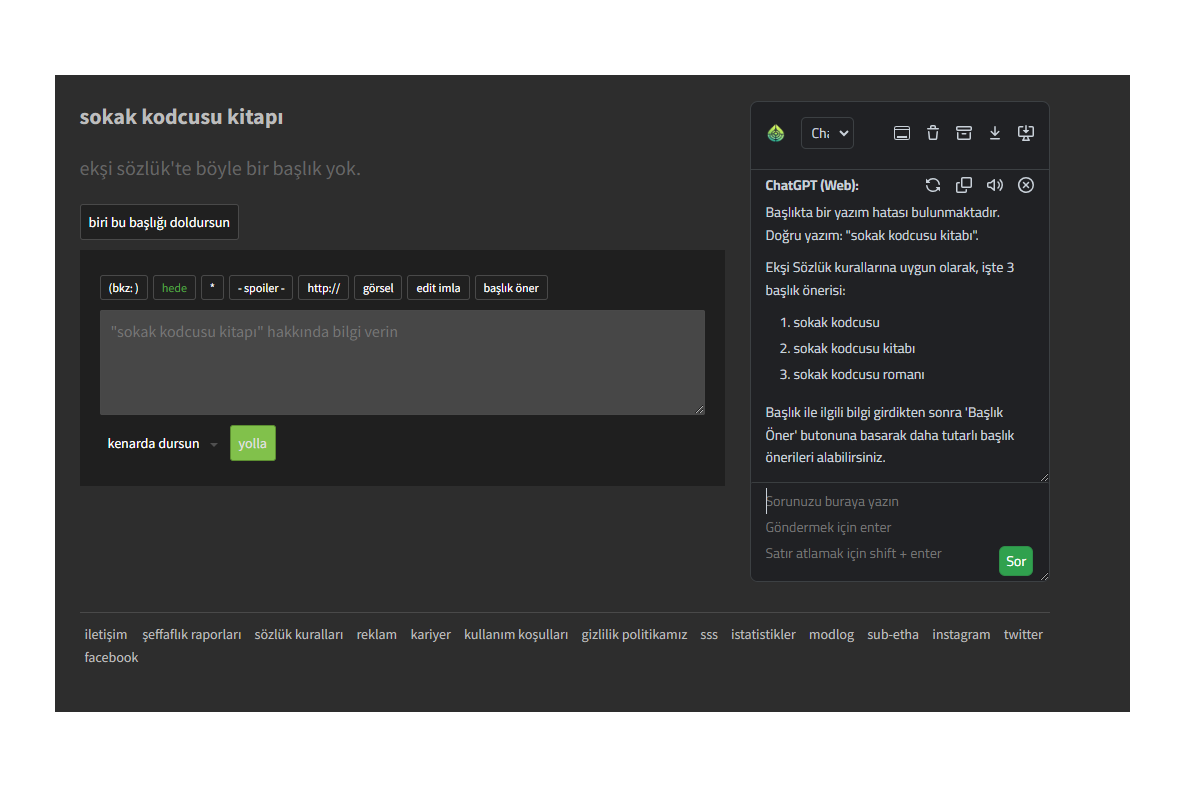 sokak kodcusu kitapı
ekşi sözlük'te böyle bir başlık yok.
biri bu başlığı doldursun
(bkz: ) hede * - spoiler - http:// görsel edit imla başlık öner
"sokak kodcusu kitapı" hakkında bilgi verin
kenarda dursun yolla
Cha
ChatGPT (Web):
Başlıkta bir yazım hatası bulunmaktadır.
Doğru yazım: "sokak kodcusu kitabı".
Ekşi Sözlük kurallarına uygun olarak, işte 3
başlık önerisi:
1. sokak kodcusu
2. sokak kodcusu kitabı
3. sokak kodcusu romanı
Başlık ile ilgili bilgi girdikten sonra 'Başlık
Öner' butonuna basarak daha tutarlı başlık
önerileri alabilirsiniz.
Sorunuzu buraya yazın
Göndermek için enter
Satır atlamak için shift + enter
Sor
iletişim şeffaflık raporları sözlük kuralları reklam kariyer kullanım koşulları gizlilik politikamız sss istatistikler modlog sub-etha instagram twitter
facebook